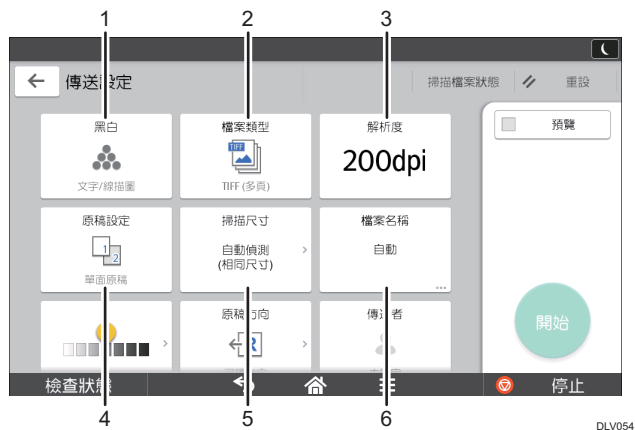 1 2 3
傳送設定
掃描檔案狀態 重設
黑白 檔案類型 解析度
預覽
TIFF
200dpi
文字/線描圖 TIFF (多頁)
原稿設定 掃描尺寸 檔案名稱
1
2
自動偵測 自動
(相同尺寸)
單面原稿
...
原稿方向 傳送者
R
開始
檢查狀態 停止
4 5 6
DLV054